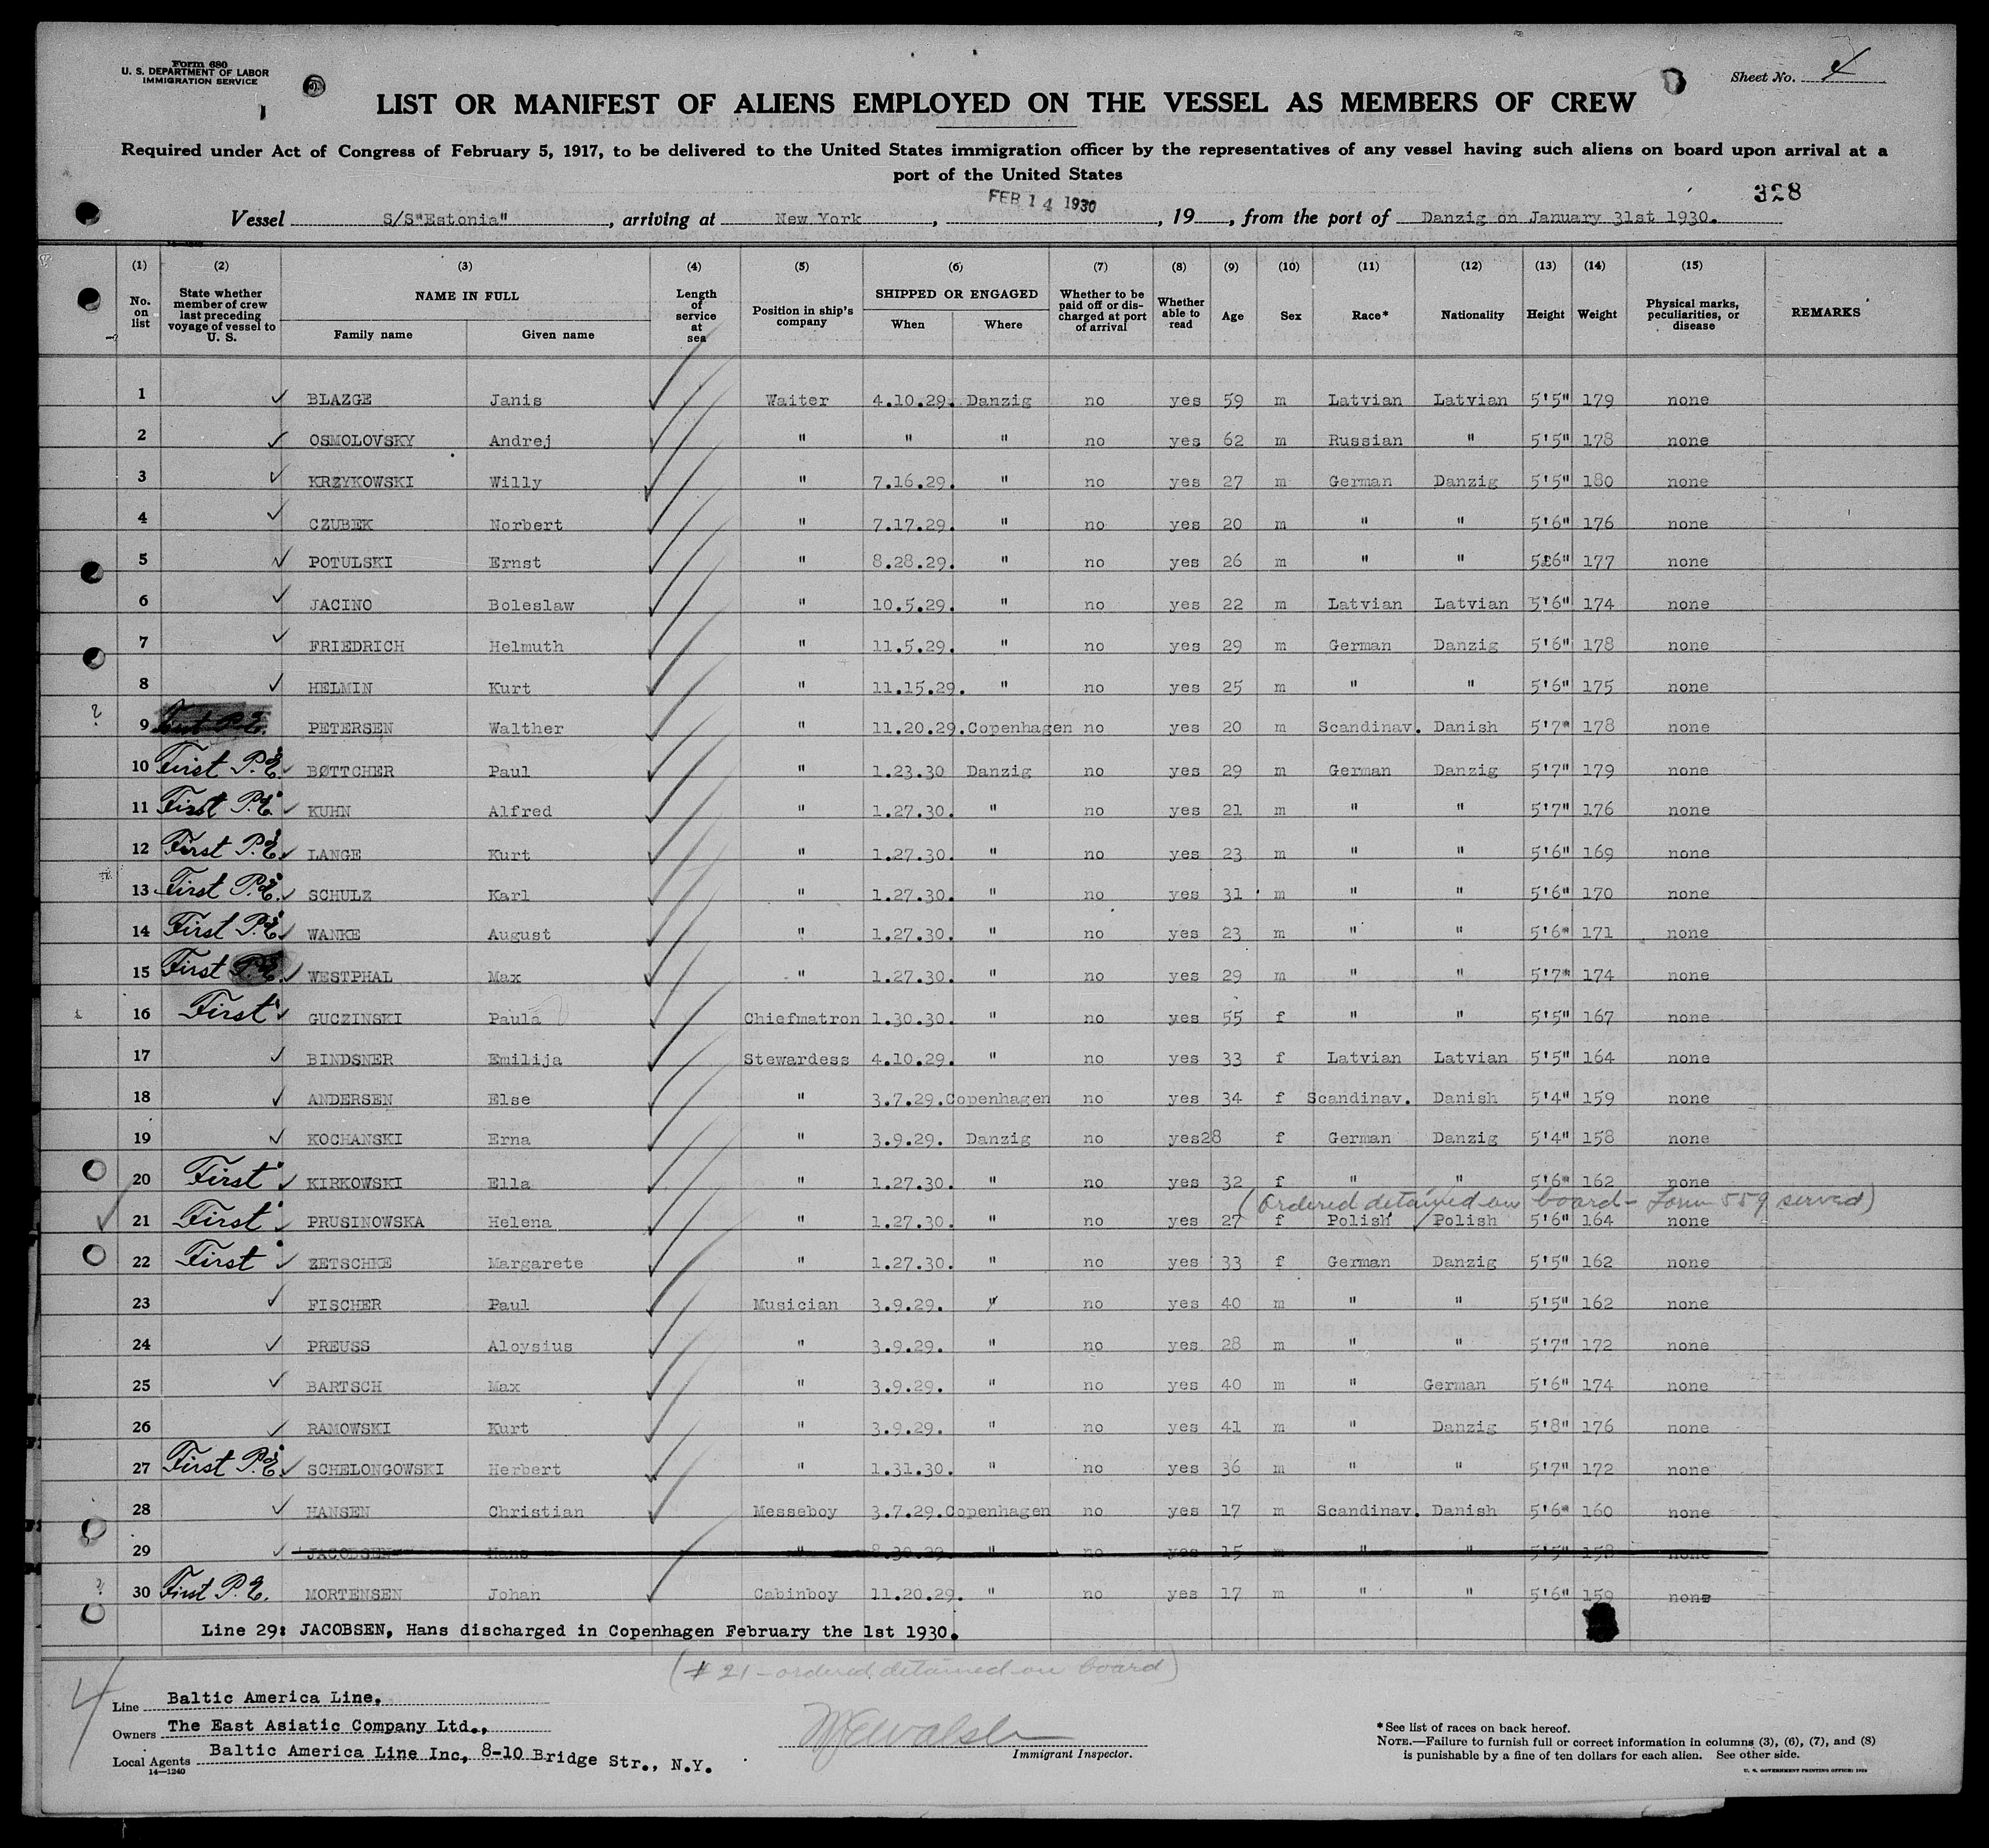 Form 680
U. S. DEPARTMENT OF LABOR
IMMIGRATION SERVICE
Sheet No. 4
LIST OR MANIFEST OF ALIENS EMPLOYED ON THE VESSEL AS MEMBERS OF CREW
Required under Act of Congress of February 5, 1917, to be delivered to the United States immigration officer by the representatives of any vessel having such aliens on board upon arrival at a
port of the United States
328
Vessel S/S"Estonia", arriving at New York, FEB 14 1930, 19, from the port of Danzig on January 31st 1930.
(1) (2) (3) (4) (5) (6) (7) (8) (9) (10) (11) (12) (13) (14) (15)
No. on list State whether member of crew last preceding voyage of vessel to U. S. NAME IN FULL Family name Given name Length of service at sea Position in ship's company SHIPPED OR ENGAGED When Where Whether to be paid off or discharged at port of arrival Whether able to read Age Sex Race* Nationality Height Weight Physical marks, peculiarities, or disease REMARKS
1 BLAZGE Janis Waiter 4.10.29. Danzig no yes 59 m Latvian Latvian 5'5" 179 none
2 OSMOLOVSKY Andrej " " " no yes 62 m Russian " 5'5" 178 none
3 KRZYKOWSKI Willy " 7.16.29. " no yes 27 m German Danzig 5'5" 180 none
4 CZUBEK Norbert " 7.17.29. " no yes 20 m " " 5'6" 176 none
5 POTULSKI Ernst " 8.28.29. " no yes 26 m " " 5£6" 177 none
6 JACINO Boleslaw " 10.5.29. " no yes 22 m Latvian Latvian 5'6" 174 none
7 FRIEDRICH Helmuth " 11.5.29. " no yes 29 m German Danzig 5'6" 178 none
8 HELMIN Kurt " 11.15.29. " no yes 25 m " " 5'6" 175 none
9 First P.E. PETERSEN Walther " 11.20.29. Copenhagen no yes 20 m Scandinav. Danish 5'7" 178 none
10 First P.E. BØTTCHER Paul " 1.23.30 Danzig no yes 29 m German Danzig 5'7" 179 none
11 First P.E. KUHN Alfred " 1.27.30. " no yes 21 m " " 5'7" 176 none
12 First P.E. LANGE Kurt " 1.27.30. " no yes 23 m " " 5'6" 169 none
13 First P.E. SCHULZ Karl " 1.27.30. " no yes 31 m " " 5'6" 170 none
14 First P.E. WANKE August " 1.27.30. " no yes 23 m " " 5'6" 171 none
15 First P.E. WESTPHAL Max " 1.27.30. " no yes 29 m " " 5'7" 174 none
16 First GUCZINSKI Paula Chiefmatron 1.30.30. " no yes 55 f " " 5'5" 167 none
17 BINDSNER Emilija Stewardess 4.10.29. " no yes 33 f Latvian Latvian 5'5" 164 none
18 ANDERSEN Else " 3.7.29. Copenhagen no yes 34 f Scandinav. Danish 5'4" 159 none
19 KOCHANSKI Erna " 3.9.29. Danzig no yes28 f German Danzig 5'4" 158 none
20 First KIRKOWSKI Ella " 1.27.30. " no yes 32 f " " 5'6" 162 none
(Ordered detained on board - Form 559 served)
21 First PRUSINOWSKA Helena " 1.27.30. " no yes 27 f Polish Polish 5'6" 164 none
22 First ZETSCHKE Margarete " 1.27.30. " no yes 33 f German Danzig 5'5" 162 none
23 FISCHER Paul Musician 3.9.29. " no yes 40 m " " 5'5" 162 none
24 PREUSS Aloysius " 3.9.29. " no yes 28 m " " 5'7" 172 none
25 BARTSCH Max " 3.9.29. " no yes 40 m " German 5'6" 174 none
26 RAMOWSKI Kurt " 3.9.29. " no yes 41 m " Danzig 5'8" 176 none
27 First P.E. SCHELONGOWSKI Herbert " 1.31.30. " no yes 36 m " " 5'7" 172 none
28 HANSEN Christian Messeboy 3.7.29. Copenhagen no yes 17 m Scandinav. Danish 5'6" 160 none
29 JACOBSEN Hans " 8.30.29. " no yes 15 m " " 5'5" 158 none
30 First P.E. MORTENSEN Johan Cabinboy 11.20.29. " no yes 17 m " " 5'6" 159 none
Line 29: JACOBSEN, Hans discharged in Copenhagen February the 1st 1930.
(# 21 - ordered detained on board)
4
Line Baltic America Line.
Owners The East Asiatic Company Ltd.,
Local Agents Baltic America Line Inc, 8-10 Bridge Str., N.Y.
14—1240
Immigrant Inspector.
*See list of races on back hereof.
NOTE.—Failure to furnish full or correct information in columns (3), (6), (7), and (8)
is punishable by a fine of ten dollars for each alien. See other side.
U. S. GOVERNMENT PRINTING OFFICE: 1929